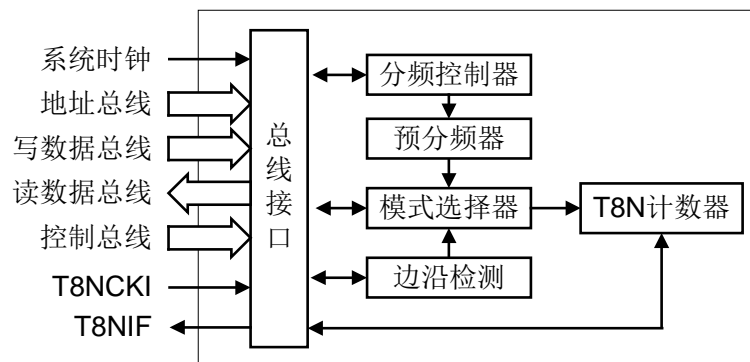 系统时钟
地址总线
写数据总线
读数据总线
控制总线
T8NCKI
T8NIF
总线接口
分频控制器
预分频器
模式选择器
边沿检测
T8N计数器